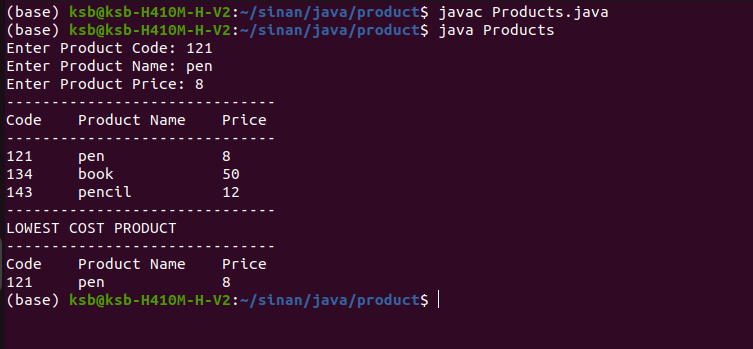 (base) ksb@ksb-H410M-H-V2:~/sinan/java/product$ javac Products.java
(base) ksb@ksb-H410M-H-V2:~/sinan/java/product$ java Products
Enter Product Code: 121
Enter Product Name: pen
Enter Product Price: 8
------------------------------
Code    Product Name    Price
------------------------------
121     pen             8
134     book            50
143     pencil          12
------------------------------
LOWEST COST PRODUCT
------------------------------
Code    Product Name    Price
121     pen             8
(base) ksb@ksb-H410M-H-V2:~/sinan/java/product$